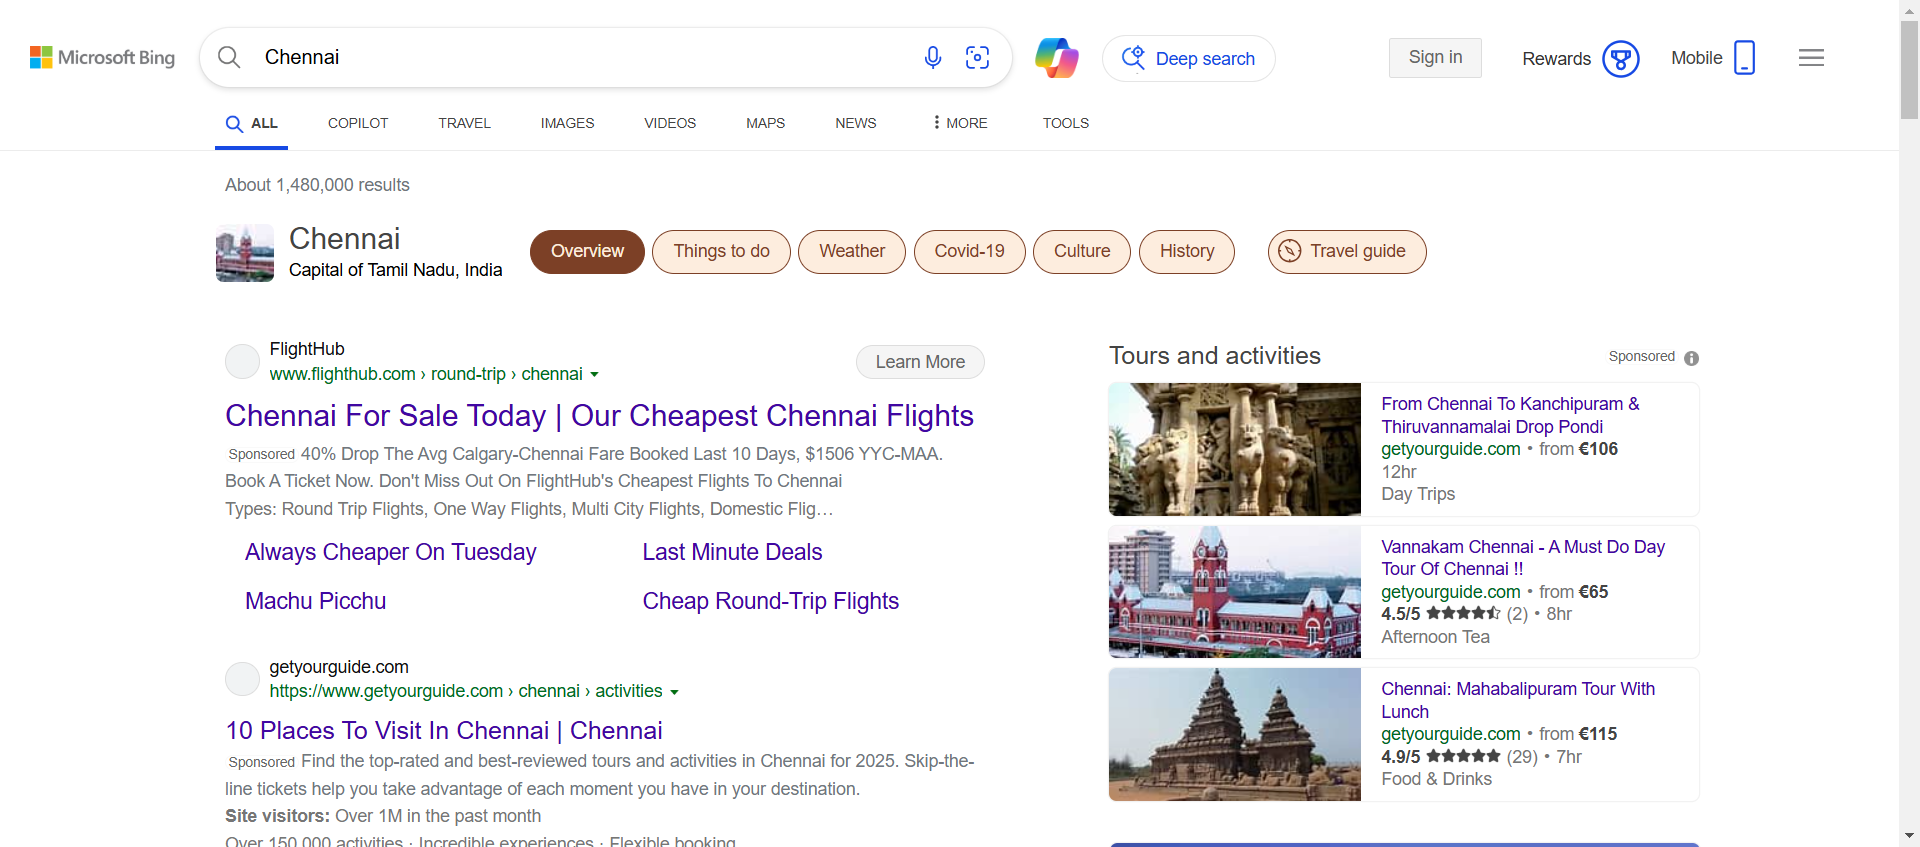 Microsoft Bing
Chennai
Deep search
Sign in
Rewards
Mobile
ALL
COPILOT
TRAVEL
IMAGES
VIDEOS
MAPS
NEWS
MORE
TOOLS
About 1,480,000 results
Chennai
Capital of Tamil Nadu, India
Overview
Things to do
Weather
Covid-19
Culture
History
Travel guide
FlightHub
www.flighthub.com › round-trip › chennai
Learn More
Chennai For Sale Today | Our Cheapest Chennai Flights
Sponsored 40% Drop The Avg Calgary-Chennai Fare Booked Last 10 Days, $1506 YYC-MAA.
Book A Ticket Now. Don't Miss Out On FlightHub's Cheapest Flights To Chennai
Types: Round Trip Flights, One Way Flights, Multi City Flights, Domestic Flig…
Always Cheaper On Tuesday
Last Minute Deals
Machu Picchu
Cheap Round-Trip Flights
getyourguide.com
https://www.getyourguide.com › chennai › activities
10 Places To Visit In Chennai | Chennai
Sponsored Find the top-rated and best-reviewed tours and activities in Chennai for 2025. Skip-the-
line tickets help you take advantage of each moment you have in your destination.
Site visitors: Over 1M in the past month
Over 150,000 activities · Incredible experiences · Flexible booking
Tours and activities
Sponsored
From Chennai To Kanchipuram &
Thiruvannamalai Drop Pondi
getyourguide.com • from €106
12hr
Day Trips
Vannakam Chennai - A Must Do Day
Tour Of Chennai !!
getyourguide.com • from €65
4.5/5 (2) • 8hr
Afternoon Tea
Chennai: Mahabalipuram Tour With
Lunch
getyourguide.com • from €115
4.9/5 (29) • 7hr
Food & Drinks